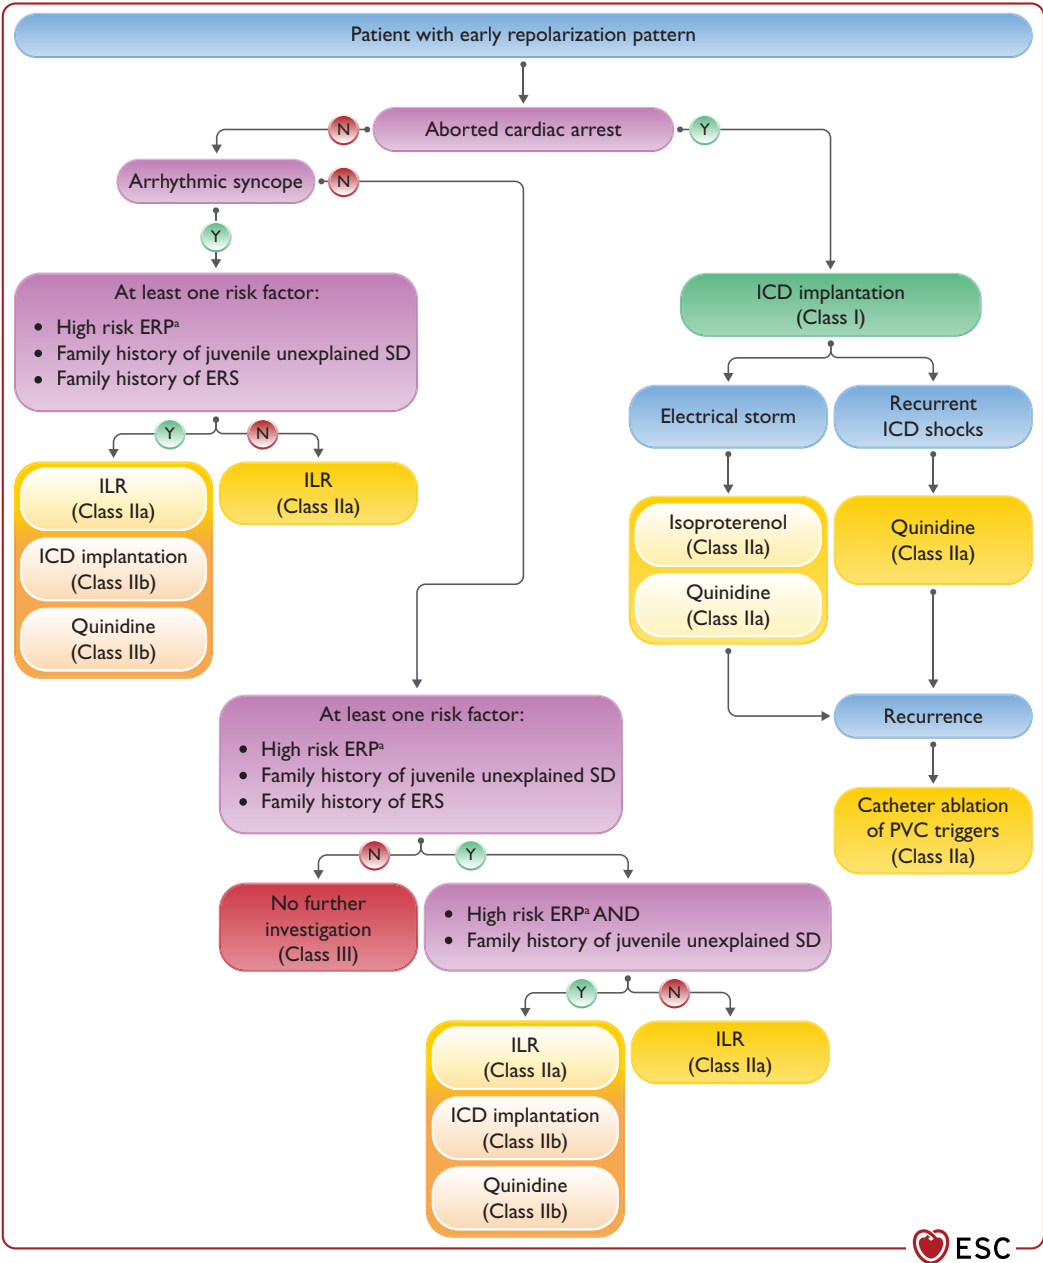 Patient with early repolarization pattern
N
Aborted cardiac arrest
Y
Arrhythmic syncope
N
Y
At least one risk factor:
• High risk ERPᵃ
• Family history of juvenile unexplained SD
• Family history of ERS
Y
N
ILR
(Class IIa)
ICD implantation
(Class IIb)
Quinidine
(Class IIb)
ILR
(Class IIa)
ICD implantation
(Class I)
Electrical storm
Recurrent
ICD shocks
Isoproterenol
(Class IIa)
Quinidine
(Class IIa)
Quinidine
(Class IIa)
Recurrence
Catheter ablation
of PVC triggers
(Class IIa)
At least one risk factor:
• High risk ERPᵃ
• Family history of juvenile unexplained SD
• Family history of ERS
N
Y
No further
investigation
(Class III)
• High risk ERPᵃ AND
• Family history of juvenile unexplained SD
Y
N
ILR
(Class IIa)
ICD implantation
(Class IIb)
Quinidine
(Class IIb)
ILR
(Class IIa)
ESC